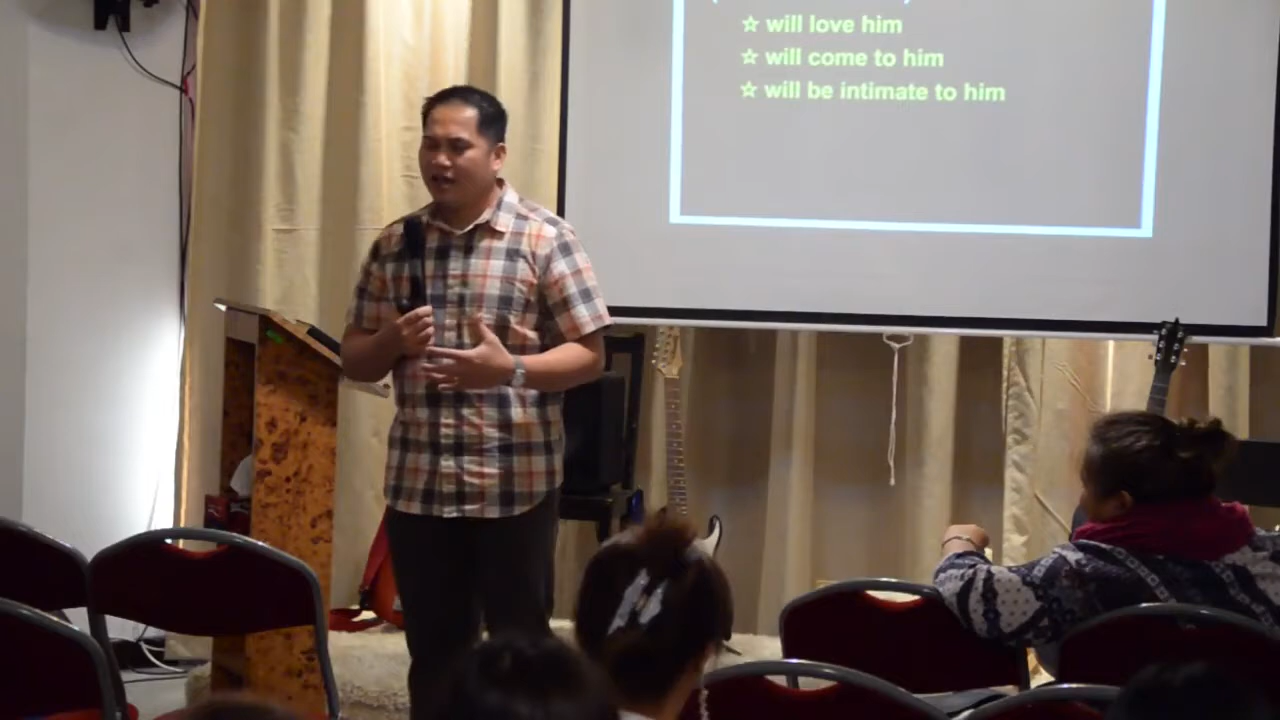 ☆ will love him
☆ will come to him
☆ will be intimate to him